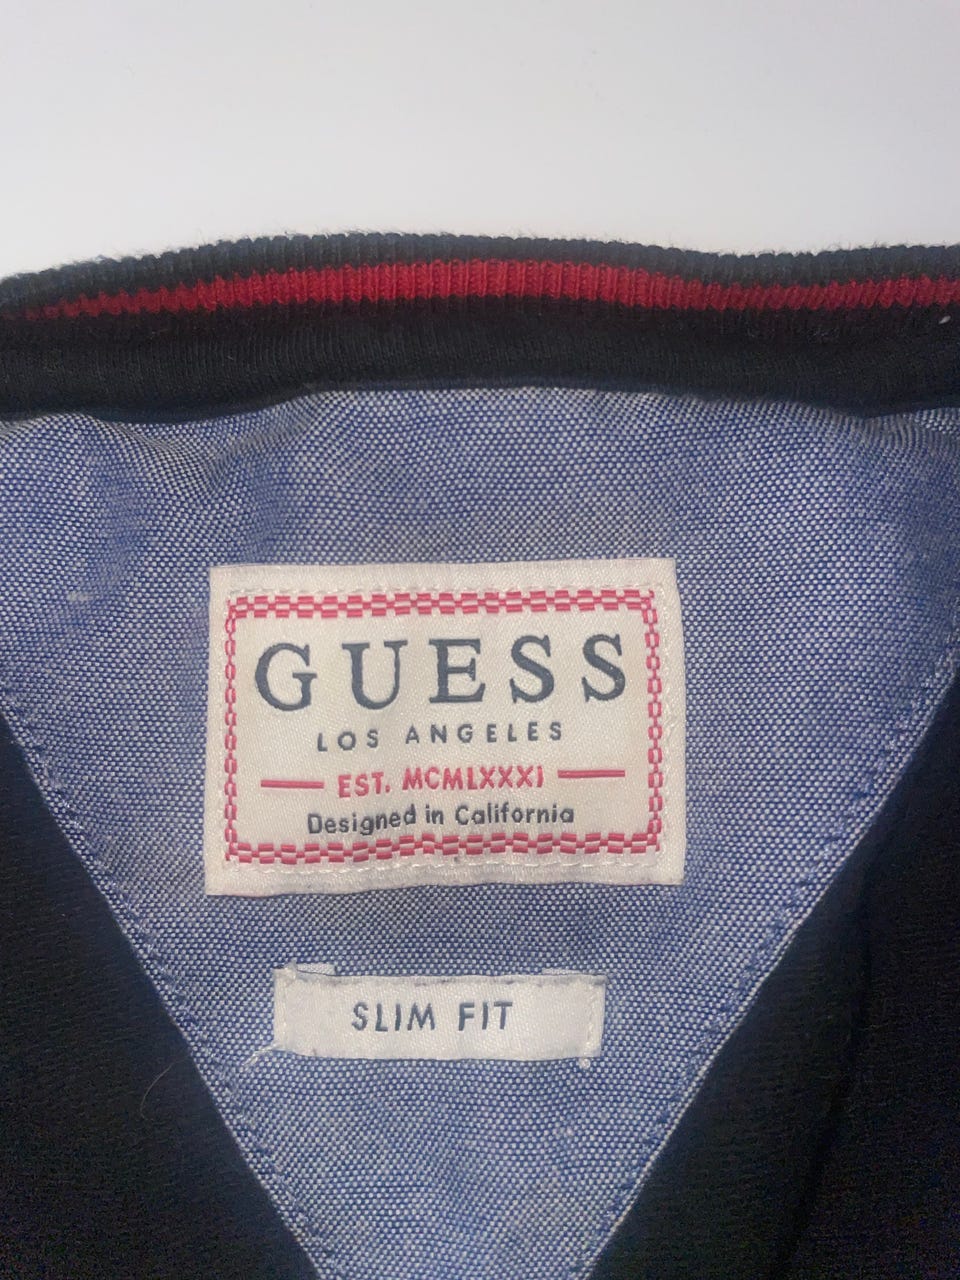 GUESS
LOS ANGELES
EST. MCMLXXXI
Designed in California
SLIM FIT